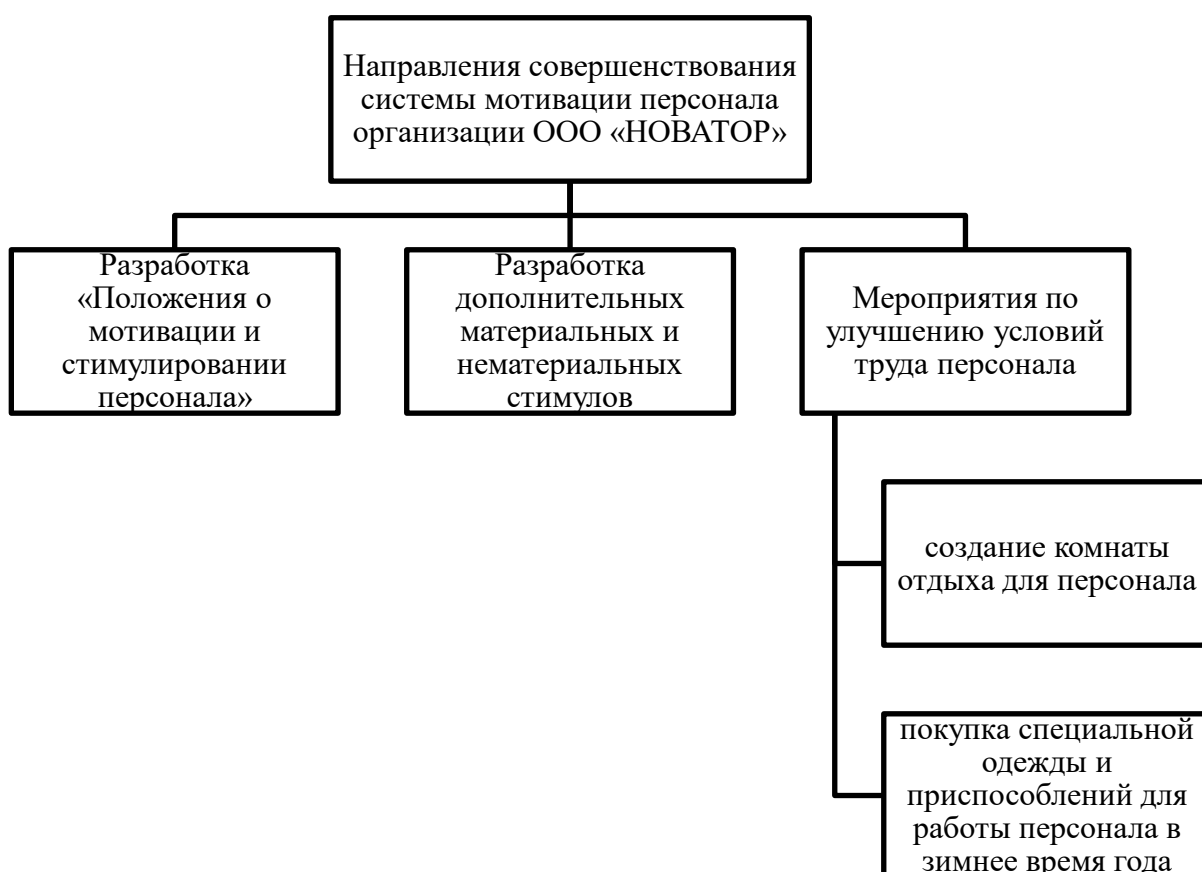 Направления совершенствования
системы мотивации персонала
организации ООО «НОВАТОР»
Разработка
«Положения о
мотивации и
стимулировании
персонала»
Разработка
дополнительных
материальных и
нематериальных
стимулов
Мероприятия по
улучшению условий
труда персонала
создание комнаты
отдыха для персонала
покупка специальной
одежды и
приспособлений для
работы персонала в
зимнее время года